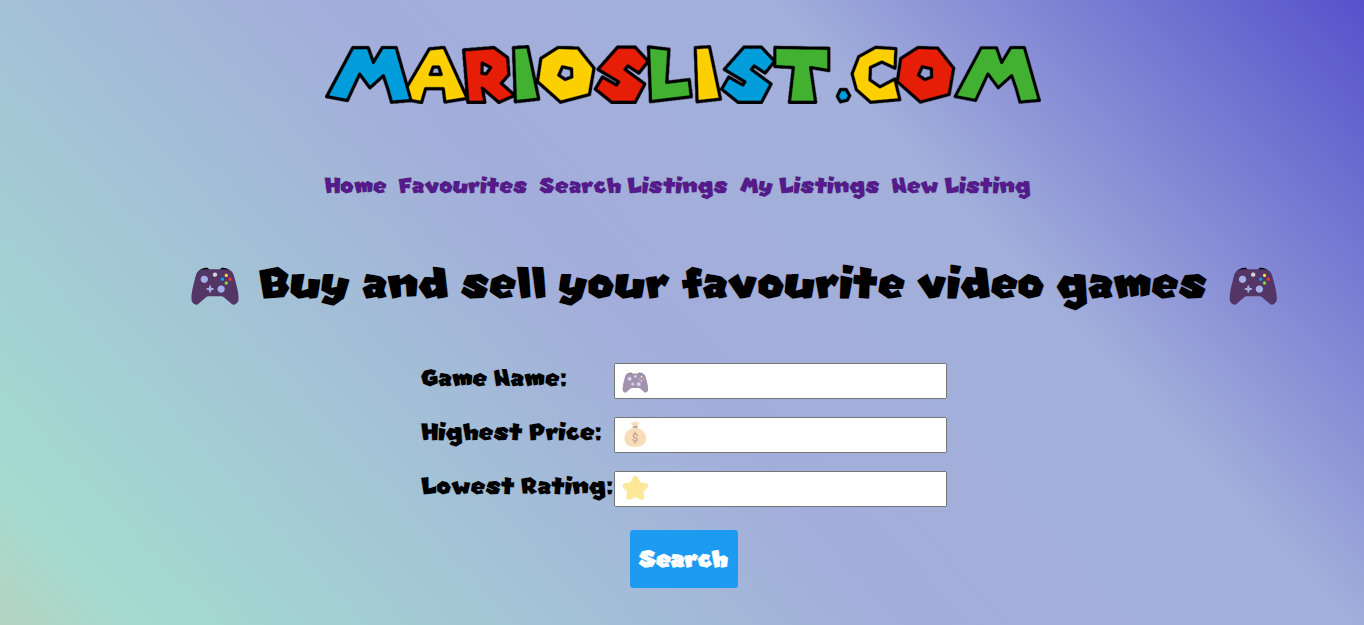 MARIOSLIST.COM
Home Favourites Search Listings My Listings New Listing
Buy and sell your favourite video games
Game Name:
Highest Price:
$
Lowest Rating:
Search